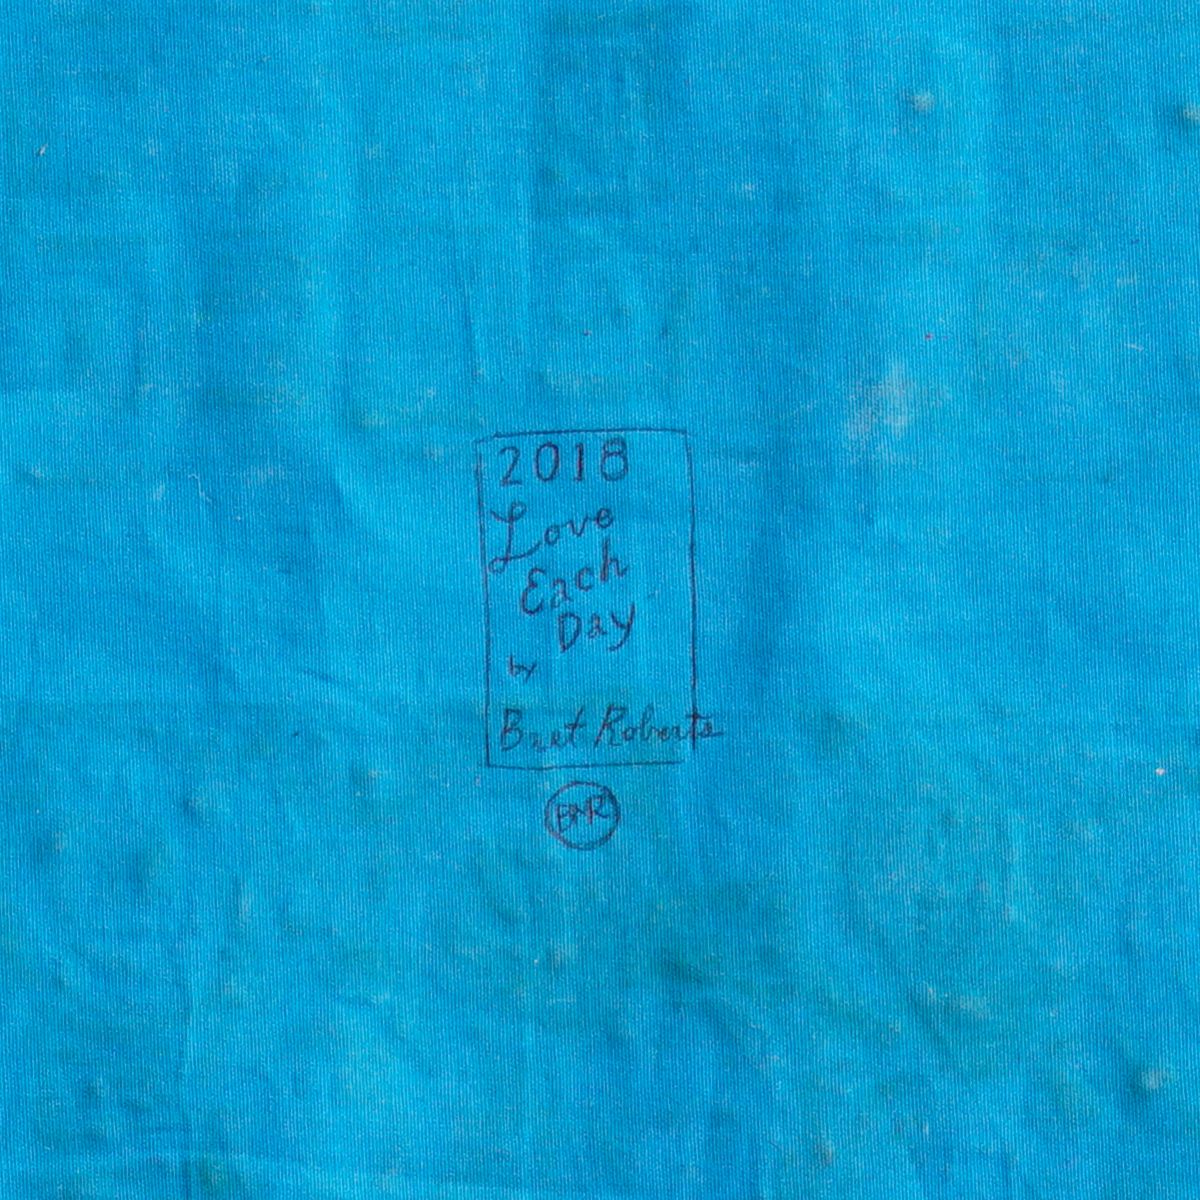 2018
Love
Each
Day
by
Bret Roberts
BMR